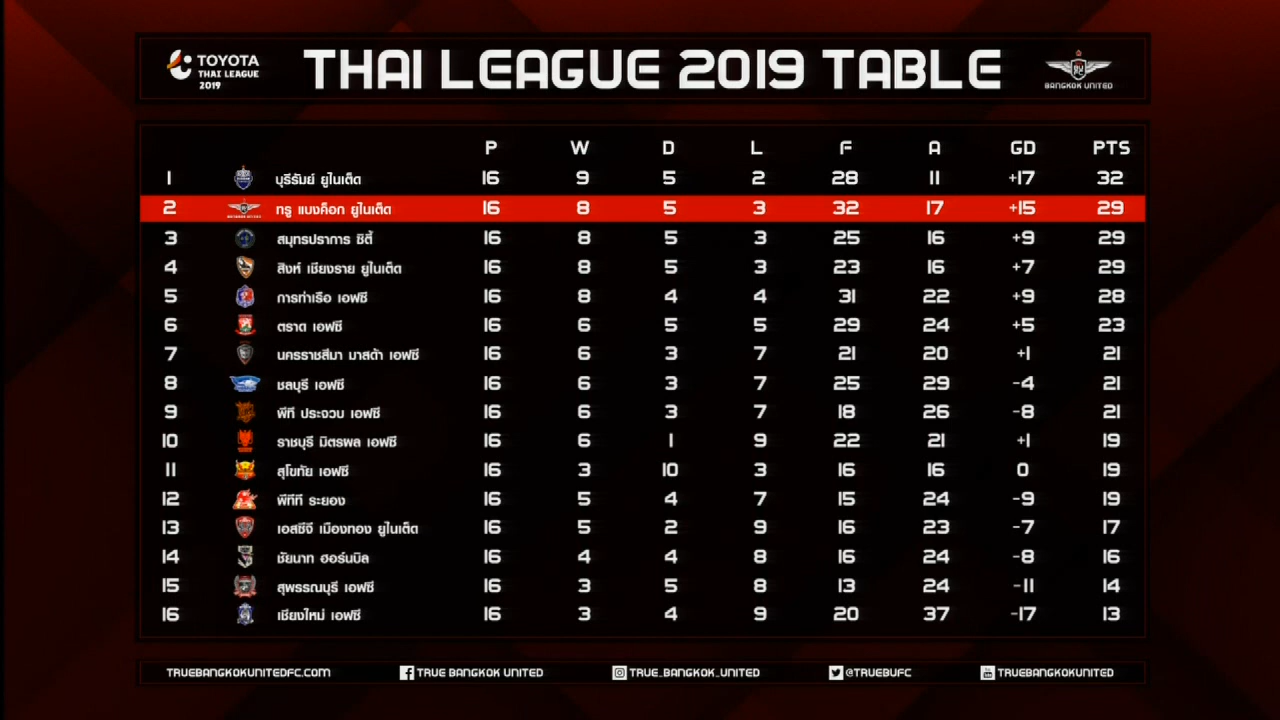 TOYOTA
THAI LEAGUE
2019
THAI LEAGUE 2019 TABLE
BANGKOK UNITED
P W D L F A GD PTS
1 บุรีรัมย์ ยูไนเต็ด 16 9 5 2 28 11 +17 32
2 ทรู แบงค็อก ยูไนเต็ด 16 8 5 3 32 17 +15 29
3 สมุทรปราการ ซิตี้ 16 8 5 3 25 16 +9 29
4 สิงห์ เชียงราย ยูไนเต็ด 16 8 5 3 23 16 +7 29
5 การท่าเรือ เอฟซี 16 8 4 4 31 22 +9 28
6 ตราด เอฟซี 16 6 5 5 29 24 +5 23
7 นครราชสีมา มาสด้า เอฟซี 16 6 3 7 21 20 +1 21
8 ชลบุรี เอฟซี 16 6 3 7 25 29 -4 21
9 พีที ประจวบ เอฟซี 16 6 3 7 18 26 -8 21
10 ราชบุรี มิตรผล เอฟซี 16 6 1 9 22 21 +1 19
11 สุโขทัย เอฟซี 16 3 10 3 16 16 0 19
12 พีทีที ระยอง 16 5 4 7 15 24 -9 19
13 เอสซีจี เมืองทอง ยูไนเต็ด 16 5 2 9 16 23 -7 17
14 ชัยนาท ฮอร์นบิล 16 4 4 8 16 24 -8 16
15 สุพรรณบุรี เอฟซี 16 3 5 8 13 24 -11 14
16 เชียงใหม่ เอฟซี 16 3 4 9 20 37 -17 13
TRUEBANGKOKUNITEDFC.COM TRUE BANGKOK UNITED TRUE_BANGKOK_UNITED @TRUEBUFC TRUEBANGKOKUNITED